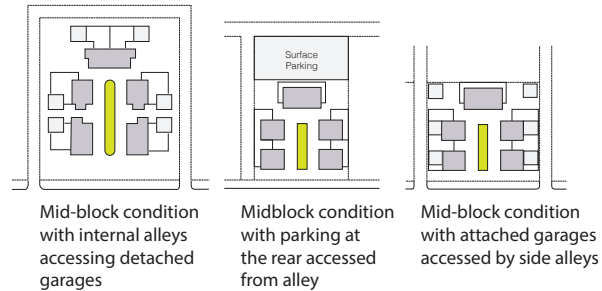 Surface
Parking
Mid-block condition
with internal alleys
accessing detached
garages
Midblock condition
with parking at
the rear accessed
from alley
Mid-block condition
with attached garages
accessed by side alleys